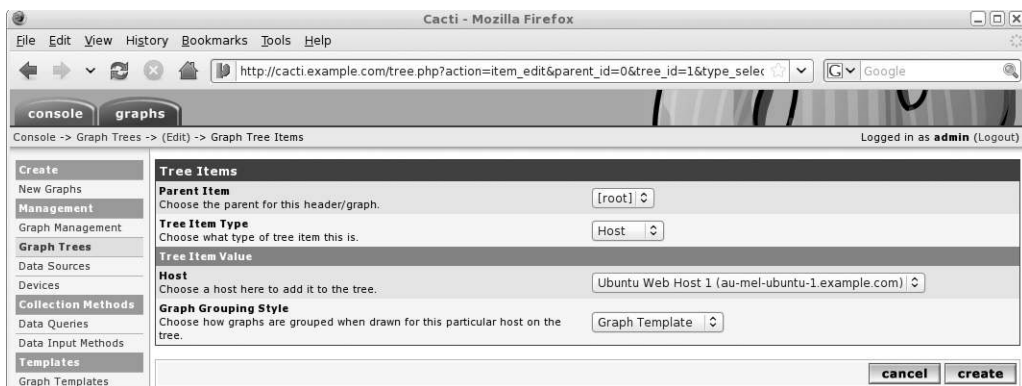 Cacti - Mozilla Firefox
File Edit View History Bookmarks Tools Help
http://cacti.example.com/tree.php?action=item_edit&parent_id=0&tree_id=1&type_selec
Google
console graphs
Console -> Graph Trees -> (Edit) -> Graph Tree Items
Logged in as admin (Logout)
Create
New Graphs
Management
Graph Management
Graph Trees
Data Sources
Devices
Collection Methods
Data Queries
Data Input Methods
Templates
Graph Templates
Tree Items
Parent Item
Choose the parent for this header/graph.
[root]
Tree Item Type
Choose what type of tree item this is.
Host
Tree Item Value
Host
Choose a host here to add it to the tree.
Ubuntu Web Host 1 (au-mel-ubuntu-1.example.com)
Graph Grouping Style
Choose how graphs are grouped when drawn for this particular host on the
tree.
Graph Template
cancel create